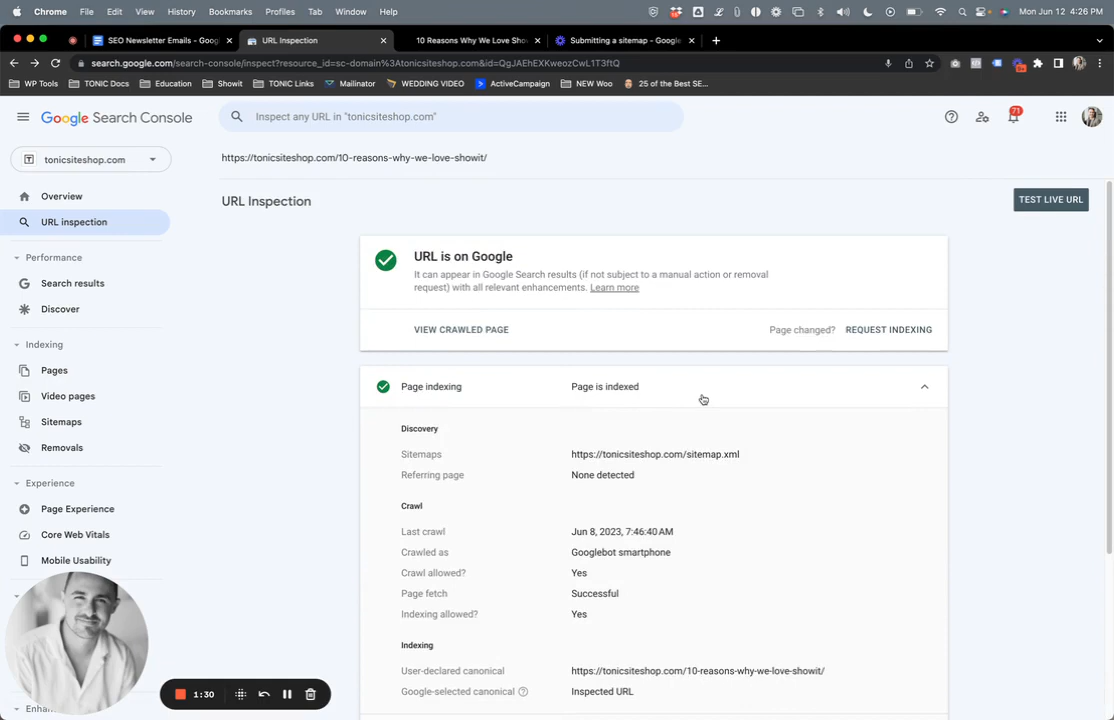 Chrome File Edit View History Bookmarks Profiles Tab Window Help Mon Jun 12 4:26 PM
SEO Newsletter Emails - Goog URL Inspection 10 Reasons Why We Love Sho Submitting a sitemap - Google
search.google.com/search-console/inspect?resource_id=sc-domain%3Atonicsiteshop.com&id=QgJAEhEXKweozCwL1T3ftQ
WP Tools TONIC Docs Education Showit TONIC Links Mailinator WEDDING VIDEO ActiveCampaign NEW Woo 25 of the Best SE...
Google Search Console
Inspect any URL in "tonicsiteshop.com"
71
tonicsiteshop.com
https://tonicsiteshop.com/10-reasons-why-we-love-showit/
Overview
URL inspection
Performance
Search results
Discover
Indexing
Pages
Video pages
Sitemaps
Removals
Experience
Page Experience
Core Web Vitals
Mobile Usability
Enhan
URL Inspection
TEST LIVE URL
URL is on Google
It can appear in Google Search results (if not subject to a manual action or removal
request) with all relevant enhancements. Learn more
VIEW CRAWLED PAGE Page changed? REQUEST INDEXING
Page indexing Page is indexed
Discovery
Sitemaps https://tonicsiteshop.com/sitemap.xml
Referring page None detected
Crawl
Last crawl Jun 8, 2023, 7:46:40 AM
Crawled as Googlebot smartphone
Crawl allowed? Yes
Page fetch Successful
Indexing allowed? Yes
Indexing
User-declared canonical https://tonicsiteshop.com/10-reasons-why-we-love-showit/
Google-selected canonical Inspected URL
1:30